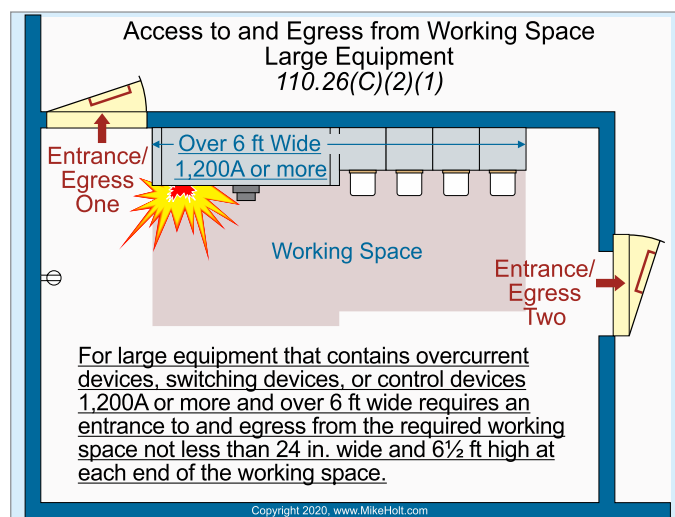 Access to and Egress from Working Space
Large Equipment
110.26(C)(2)(1)
Over 6 ft Wide
1,200A or more
Entrance/
Egress
One
Working Space
Entrance/
Egress
Two
For large equipment that contains overcurrent
devices, switching devices, or control devices
1,200A or more and over 6 ft wide requires an
entrance to and egress from the required working
space not less than 24 in. wide and 6½ ft high at
each end of the working space.
Copyright 2020, www.MikeHolt.com